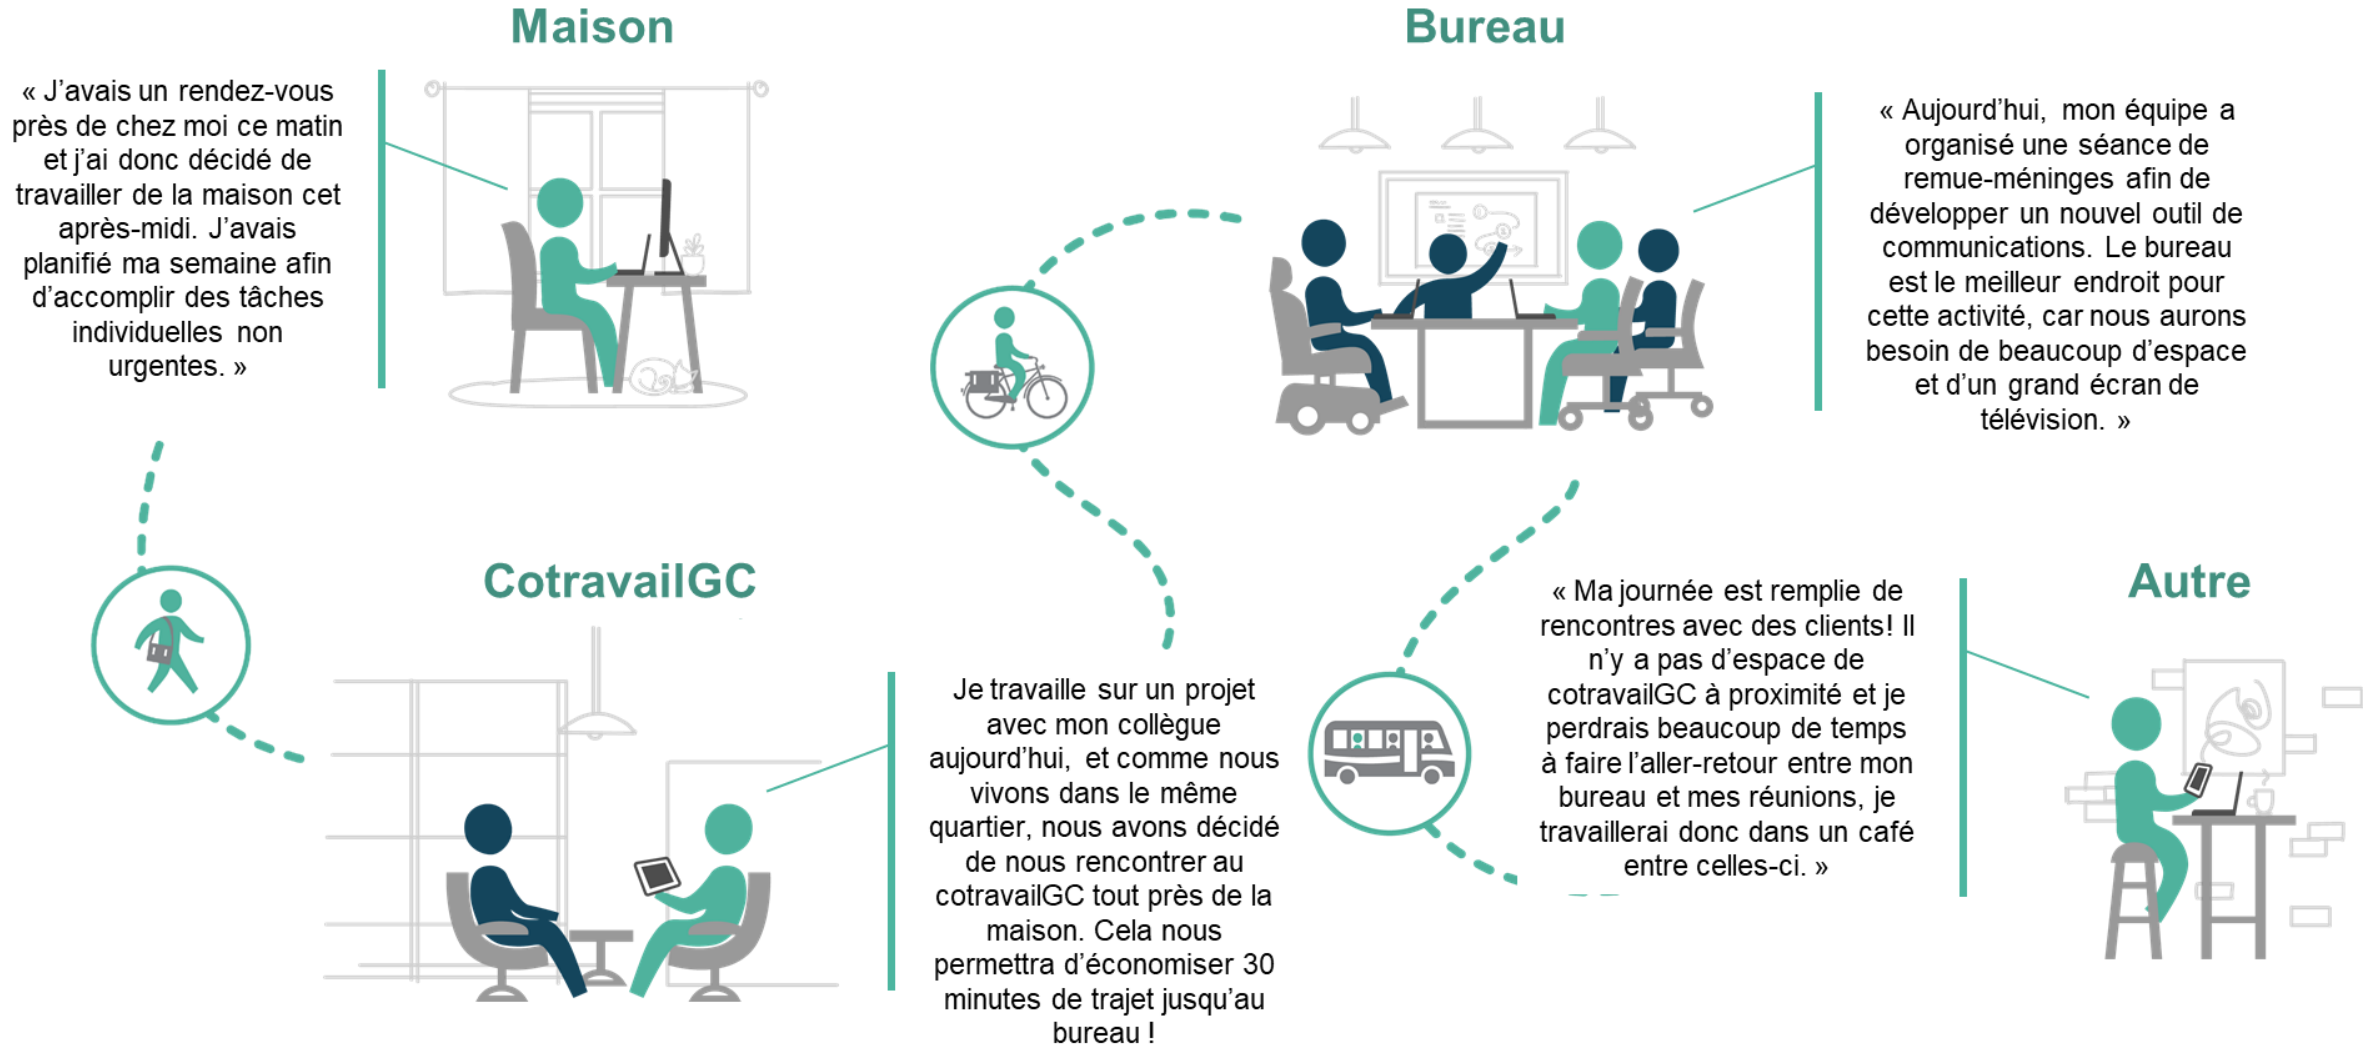 Maison
« J’avais un rendez-vous
près de chez moi ce matin
et j’ai donc décidé de
travailler de la maison cet
après-midi. J’avais
planifié ma semaine afin
d’accomplir des tâches
individuelles non
urgentes. »
Bureau
« Aujourd’hui, mon équipe a
organisé une séance de
remue-méninges afin de
développer un nouvel outil de
communications. Le bureau
est le meilleur endroit pour
cette activité, car nous aurons
besoin de beaucoup d’espace
et d’un grand écran de
télévision. »
CotravailGC
Je travaille sur un projet
avec mon collègue
aujourd’hui, et comme nous
vivons dans le même
quartier, nous avons décidé
de nous rencontrer au
cotravailGC tout près de la
maison. Cela nous
permettra d’économiser 30
minutes de trajet jusqu’au
bureau !
Autre
« Ma journée est remplie de
rencontres avec des clients! Il
n’y a pas d’espace de
cotravailGC à proximité et je
perdrais beaucoup de temps
à faire l’aller-retour entre mon
bureau et mes réunions, je
travaillerai donc dans un café
entre celles-ci. »